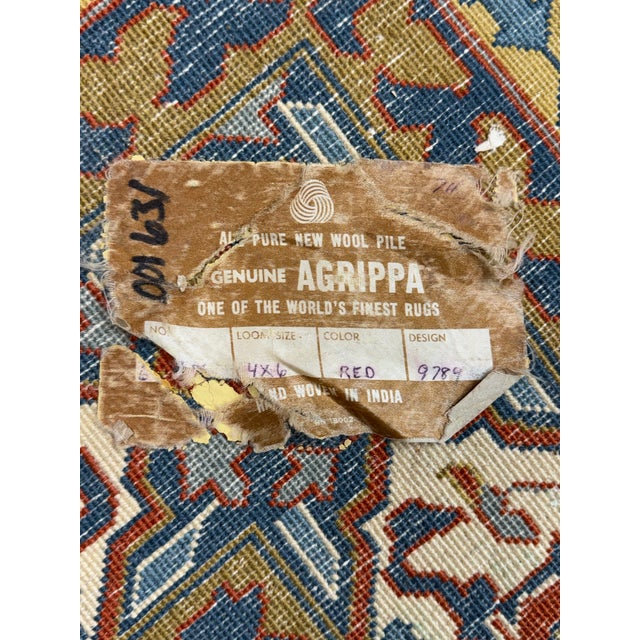 001631
ALL PURE NEW WOOL PILE
GENUINE AGRIPPA
ONE OF THE WORLD'S FINEST RUGS
NO. LOOM SIZE - COLOR DESIGN
4X6 RED 9789
WOVEN IN INDIA